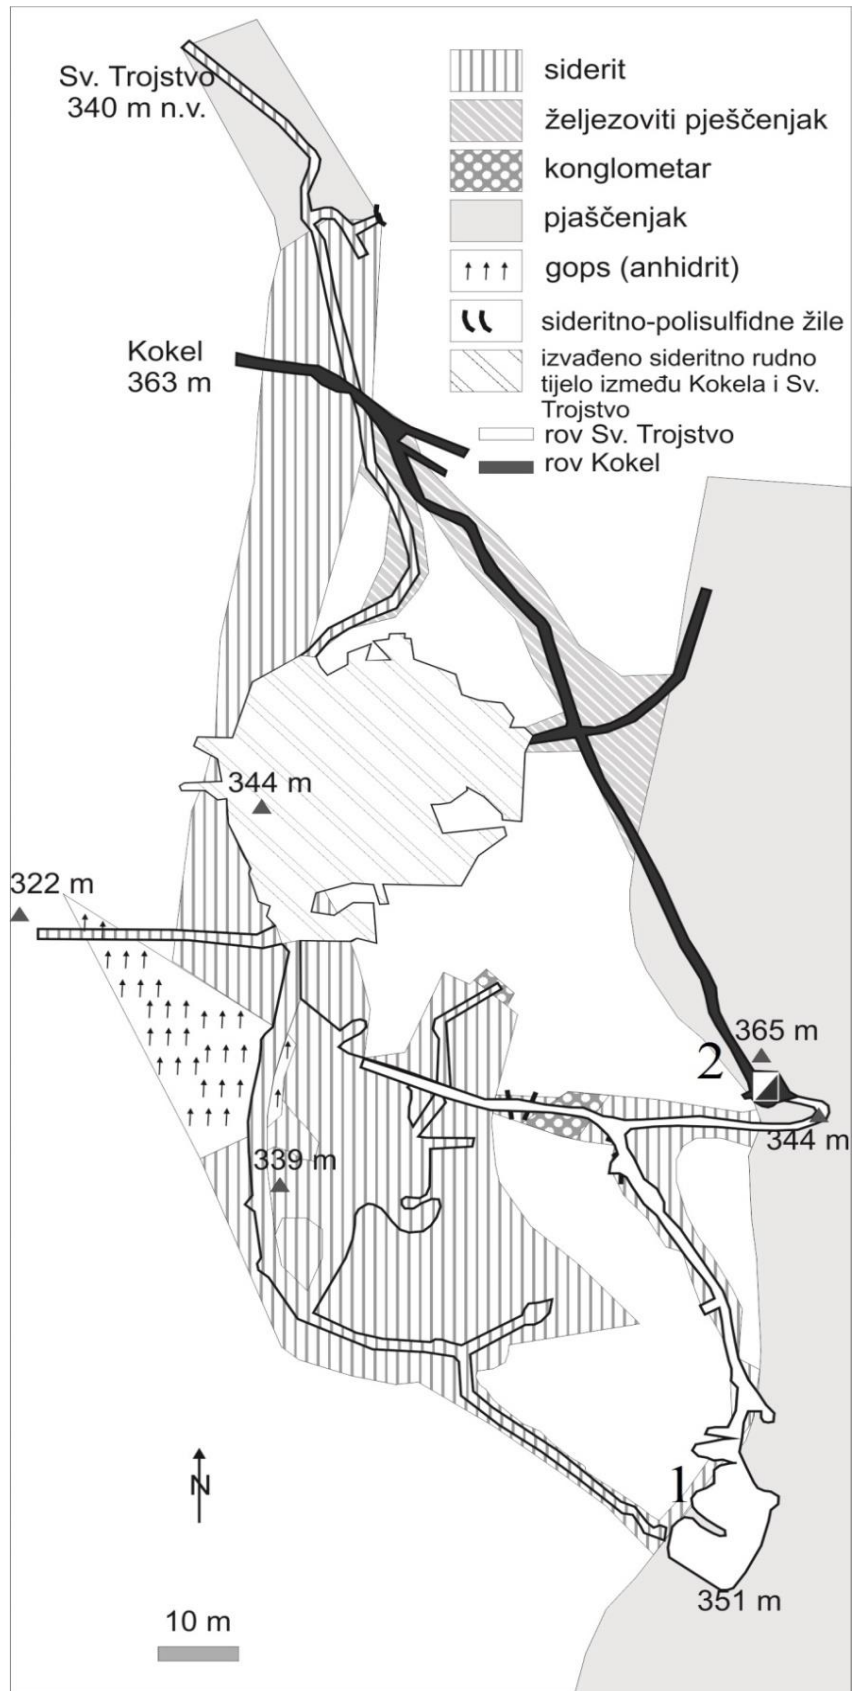 Sv. Trojstvo
340 m n.v.
siderit
željezoviti pješčenjak
konglometar
pjaščenjak
gops (anhidrit)
sideritno-polisulfidne žile
izvađeno sideritno rudno
tijelo između Kokela i Sv.
Trojstvo
rov Sv. Trojstvo
rov Kokel
Kokel
363 m
344 m
322 m
365 m
2
344 m
339 m
N
1
351 m
10 m